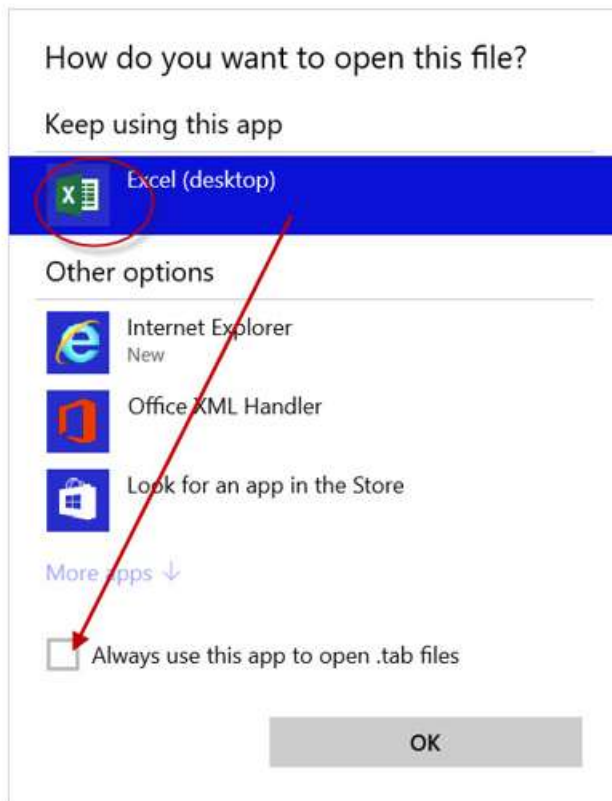 How do you want to open this file?
Keep using this app
Excel (desktop)
Other options
Internet Explorer
New
Office XML Handler
Look for an app in the Store
More apps ↓
Always use this app to open .tab files
OK